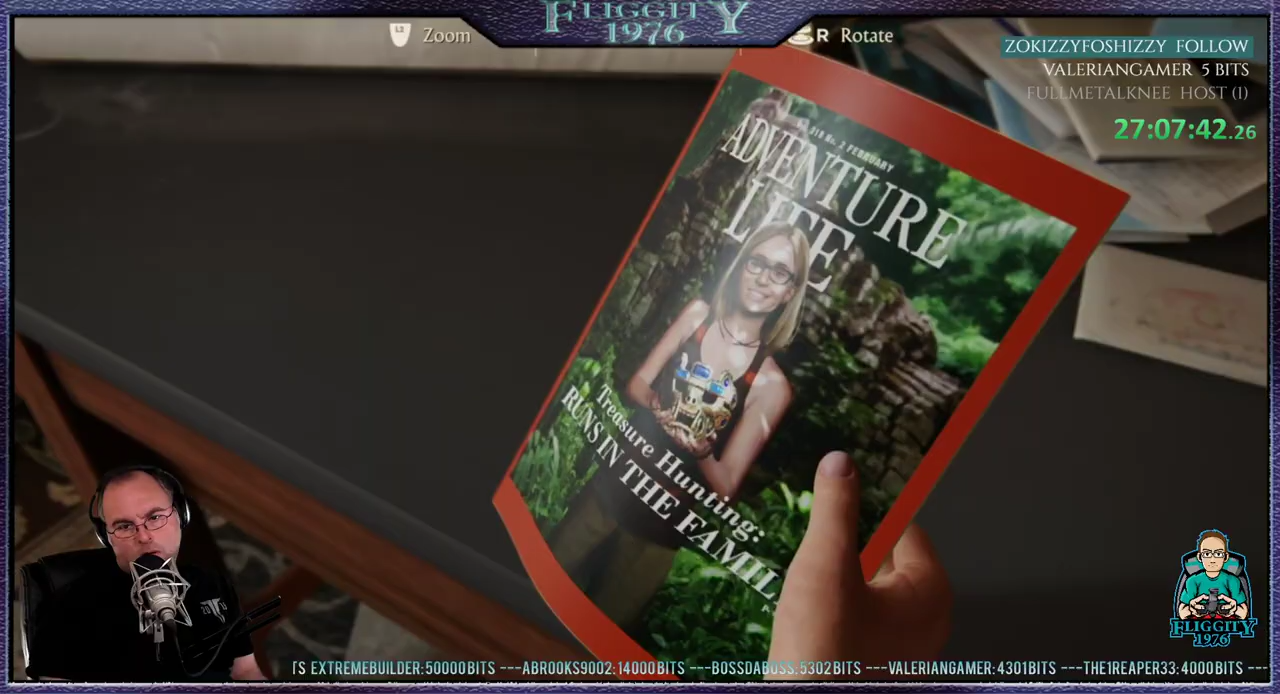 FLIGGITY
1976
Zoom
R Rotate
ZOKIZZYFOSHIZZY FOLLOW
VALERIANGAMER 5 BITS
FULLMETALKNEE HOST (1)
27:07:42.26
No. 2 FEBRUARY
ADVENTURE
LIFE
Treasure Hunting:
RUNS IN THE FAMIL
FLIGGITY
1976
TS EXTREMEBUILDER:50000BITS ---ABROOKS9002:14000BITS ---BOSSDABOSS:5302BITS ---VALERIANGAMER:4301BITS ---THE1REAPER33:4000BITS ---